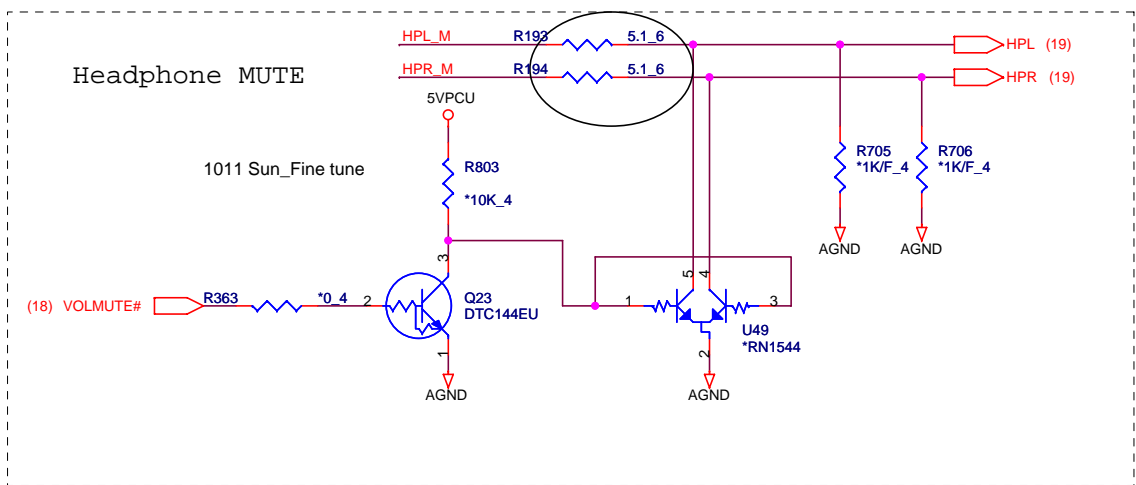 HPL_M R193 5.1_6 HPL (19)
Headphone MUTE
HPR_M R194 5.1_6 HPR (19)
5VPCU
1011 Sun_Fine tune
R803
*10K_4
R705
*1K/F_4
R706
*1K/F_4
AGND
AGND
3
5
4
(18) VOLMUTE#
R363
*0_4
2
Q23
DTC144EU
1
3
U49
*RN1544
1
2
AGND
AGND